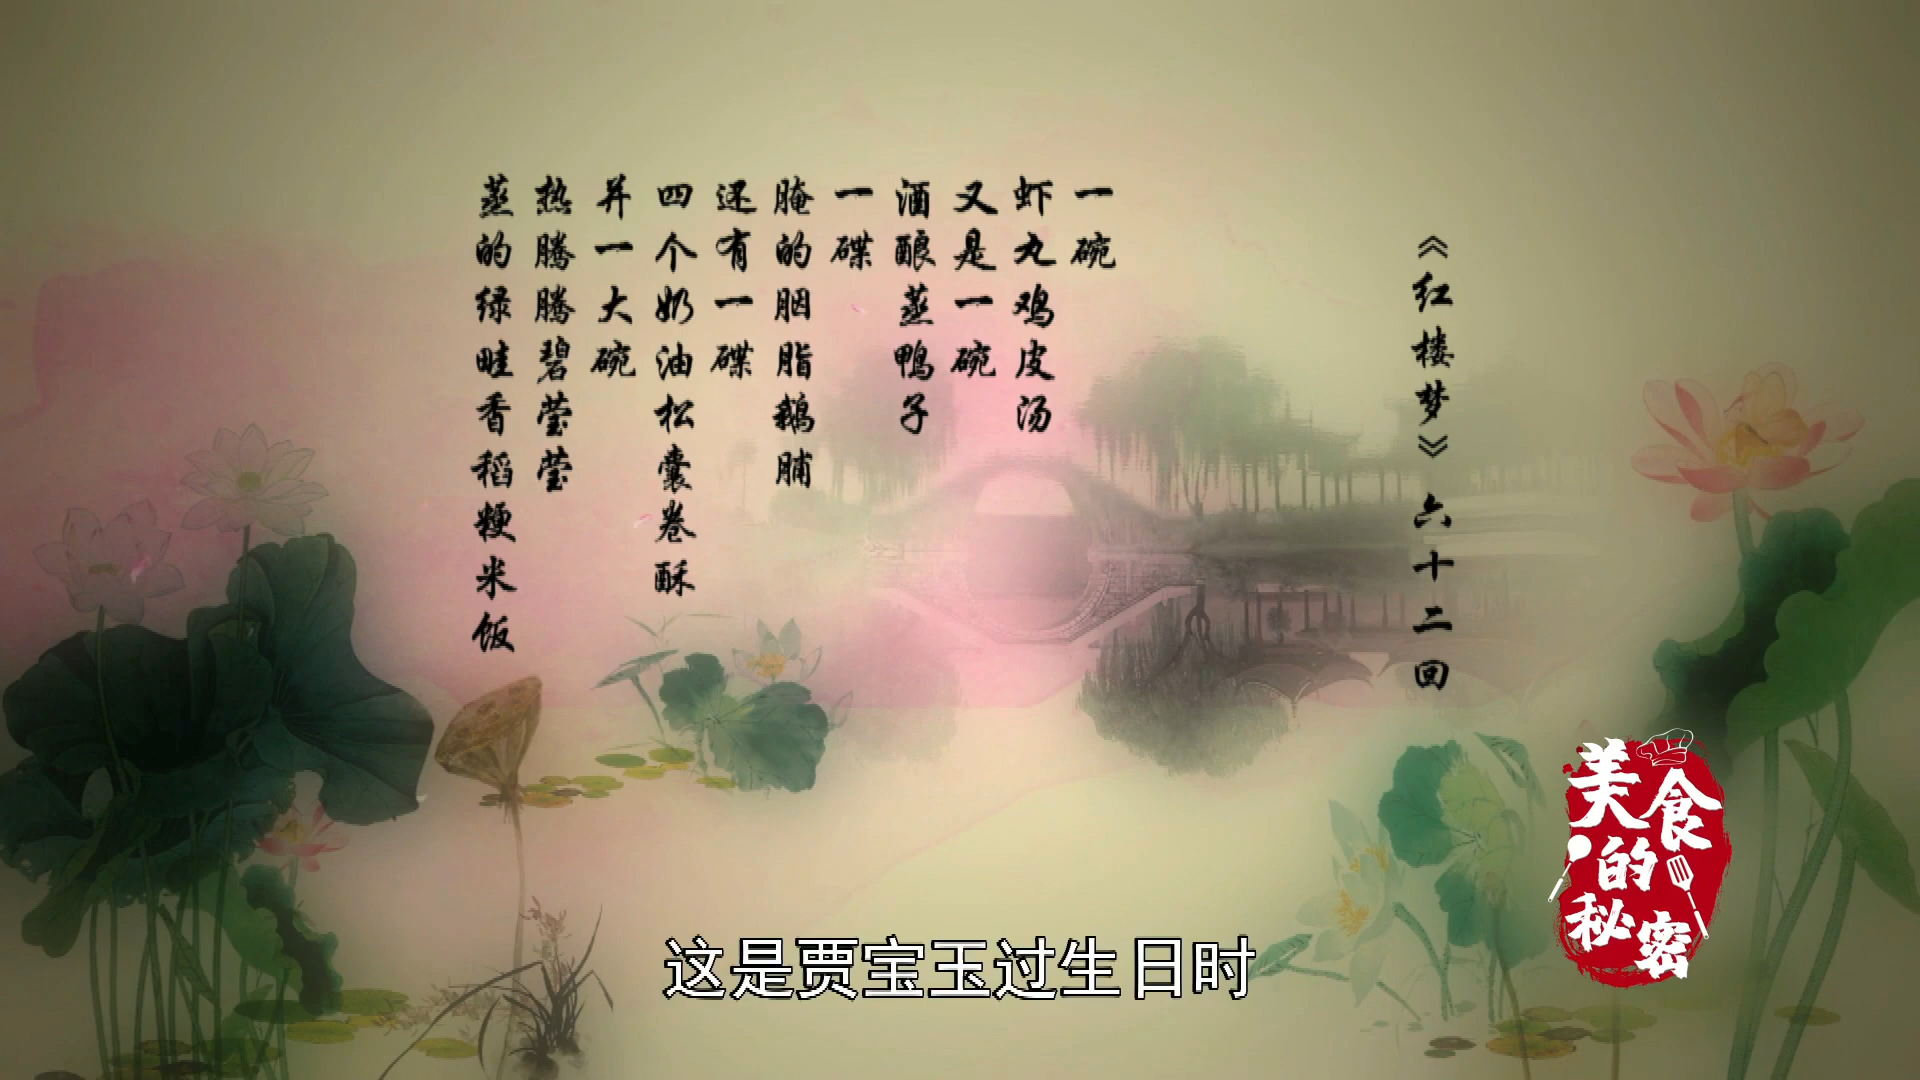 《红楼梦》六十二回
一碗
虾丸鸡皮汤
又是一碗
酒酿蒸鸭子
一碟
腌的胭脂鹅脯
还有一碟
四个奶油松囊卷酥
并一大碗
热腾腾碧莹莹
蒸的绿畦香稻粳米饭
美食的秘密
这是贾宝玉过生日时